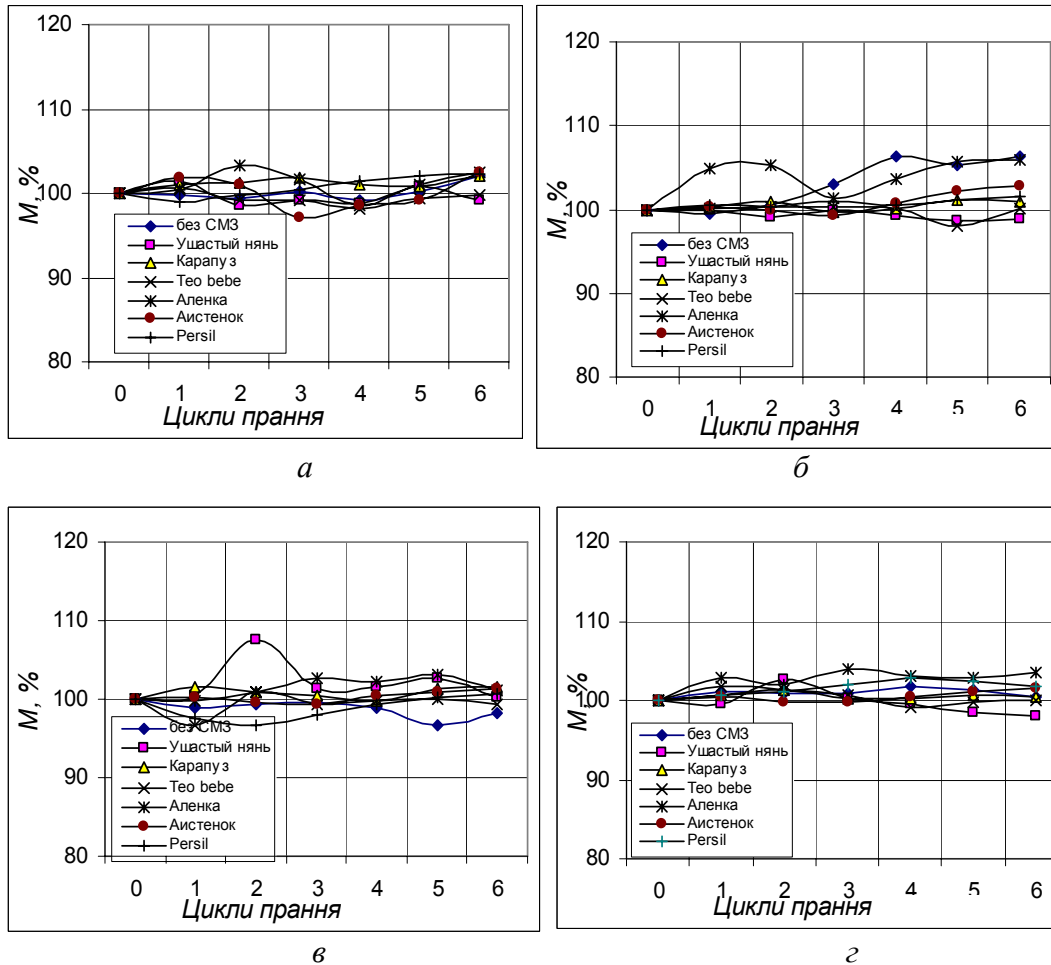 120
110
100
90
80
M, %
без СМЗ
Ушастый нянь
Карапуз
Teo bebe
Аленка
Аистенок
Persil
0 1 2 3 4 5 6
Цикли прання
а
120
110
100
90
80
M, %
без СМЗ
Ушастый нянь
Карапуз
Teo bebe
Аленка
Аистенок
Persil
0 1 2 3 4 5 6
Цикли прання
б
120
110
100
90
80
M, %
без СМЗ
Ушастый нянь
Карапуз
Teo bebe
Аленка
Аистенок
Persil
0 1 2 3 4 5 6
Цикли прання
в
120
110
100
90
80
M, %
без СМЗ
Ушастый нянь
Карапуз
Teo bebe
Аленка
Аистенок
Persil
0 1 2 3 4 5 6
Цикли прання
г